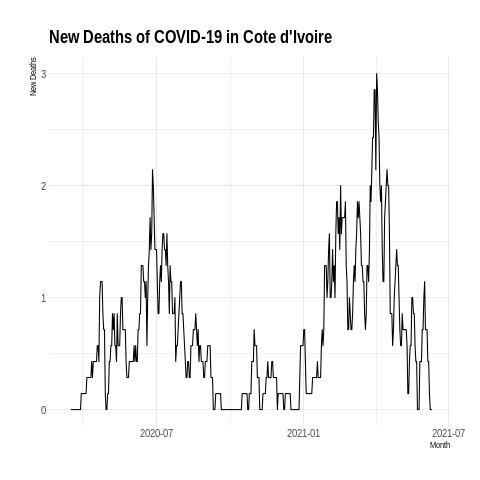 New Deaths of COVID-19 in Cote d'Ivoire
New Deaths
3
2
1
0
2020-07
2021-01
2021-07
Month